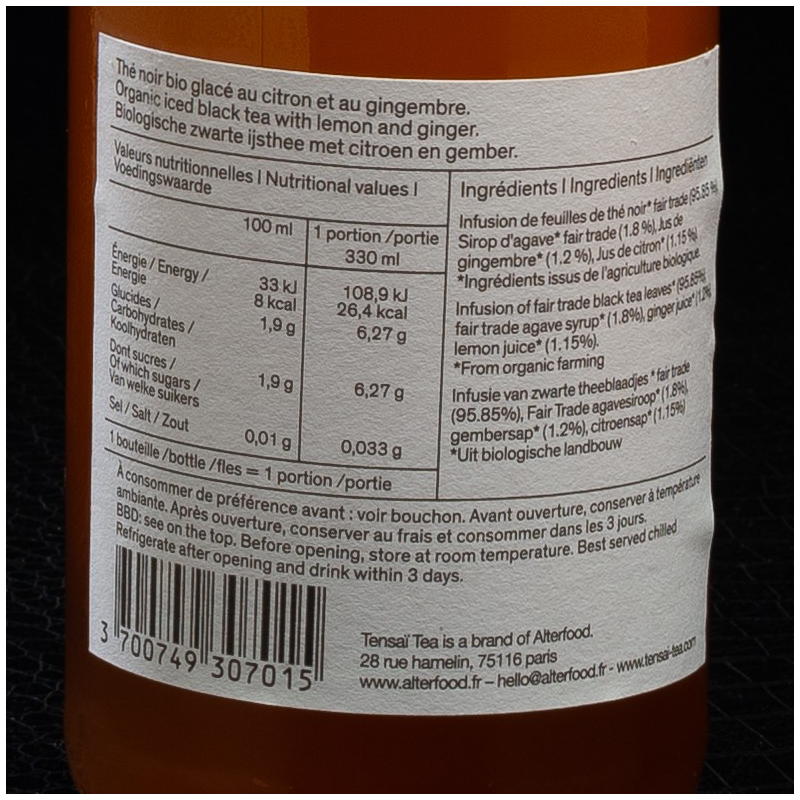 Thé noir bio glacé au citron et au gingembre.
Organic iced black tea with lemon and ginger.
Biologische zwarte ijsthee met citroen en gember.
Valeurs nutritionnelles I Nutritional values I
Voedingswaarde
100 ml
1 portion /portie
330 ml
Énergie / Energy /
Energie
33 kJ
8 kcal
108,9 kJ
26,4 kcal
Glucides /
Carbohydrates /
Koolhydraten
1,9 g
6,27 g
Dont sucres /
Of which sugars /
Van welke suikers
1,9 g
6,27 g
Sel / Salt / Zout
0,01 g
0,033 g
1 bouteille /bottle /fles = 1 portion /portie
Ingrédients I Ingredients I Ingrediënten
Infusion de feuilles de thé noir* fair trade (95.85 %),
Sirop d'agave* fair trade (1.8 %), Jus de
gingembre* (1.2 %), Jus de citron* (1.15 %)
*Ingrédients issus de l'agriculture biologique.
Infusion of fair trade black tea leaves* (95.85%),
fair trade agave syrup* (1.8%), ginger juice* (1.2%),
lemon juice* (1.15%).
*From organic farming
Infusie van zwarte theeblaadjes * fair trade
(95.85%), Fair Trade agavesiroop* (1.8%),
gembersap* (1.2%), citroensap* (1.15%)
*Uit biologische landbouw
À consommer de préférence avant : voir bouchon. Avant ouverture, conserver à température
ambiante. Après ouverture, conserver au frais et consommer dans les 3 jours.
BBD: see on the top. Before opening, store at room temperature. Best served chilled
Refrigerate after opening and drink within 3 days.
3 700749 307015
Tensaï Tea is a brand of Alterfood.
28 rue hamelin, 75116 paris
www.alterfood.fr – hello@alterfood.fr - www.tensai-tea.com